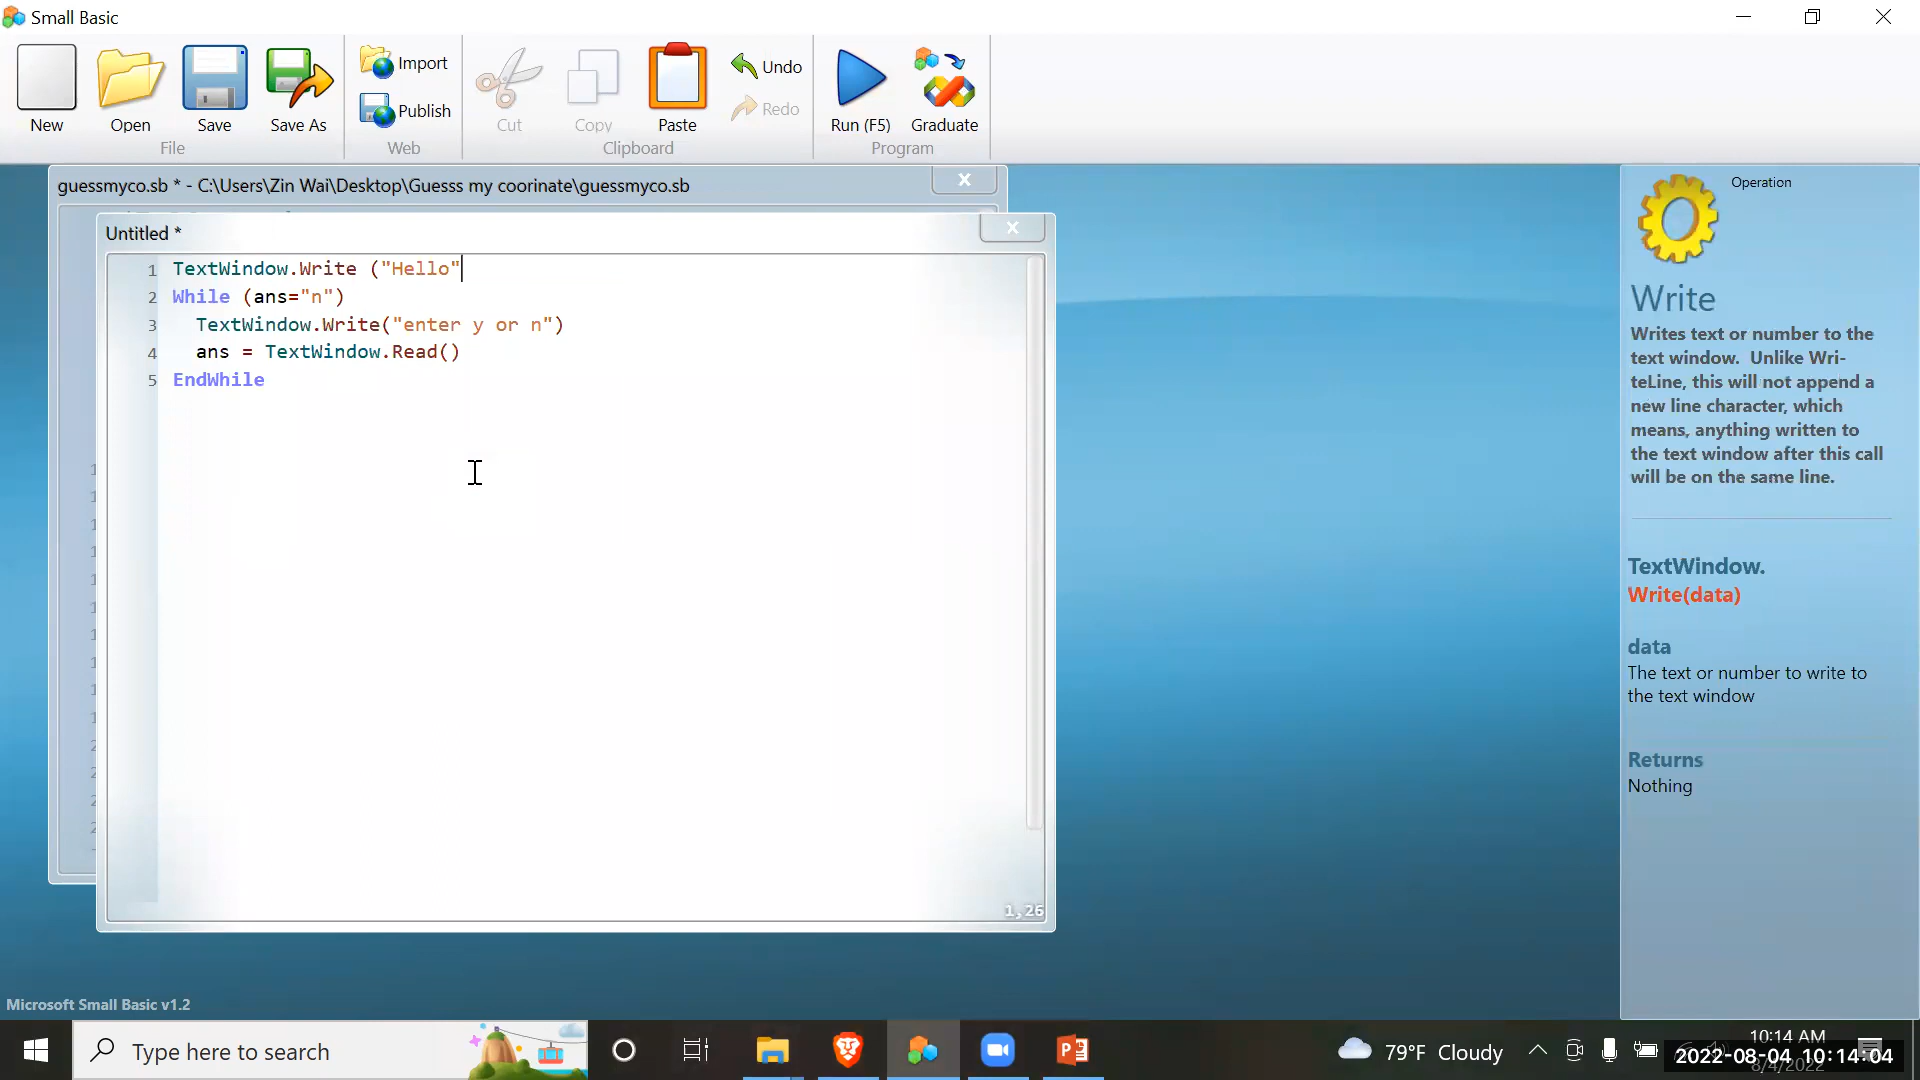 Small Basic
New
Open
Save
Save As
File
Import
Publish
Web
Cut
Copy
Paste
Undo
Redo
Clipboard
Run (F5)
Graduate
Program
guessmyco.sb * - C:\Users\Zin Wai\Desktop\Guesss my coorinate\guessmyco.sb
Untitled *
1 TextWindow.Write ("Hello"
2 While (ans="n")
3 TextWindow.Write("enter y or n")
4 ans = TextWindow.Read()
5 EndWhile
1,26
Operation
Write
Writes text or number to the
text window. Unlike Wri-
teLine, this will not append a
new line character, which
means, anything written to
the text window after this call
will be on the same line.
TextWindow.
Write(data)
data
The text or number to write to
the text window
Returns
Nothing
Microsoft Small Basic v1.2
Type here to search
79°F Cloudy
10:14 AM
8/4/2022
2022-08-04 10:14:04